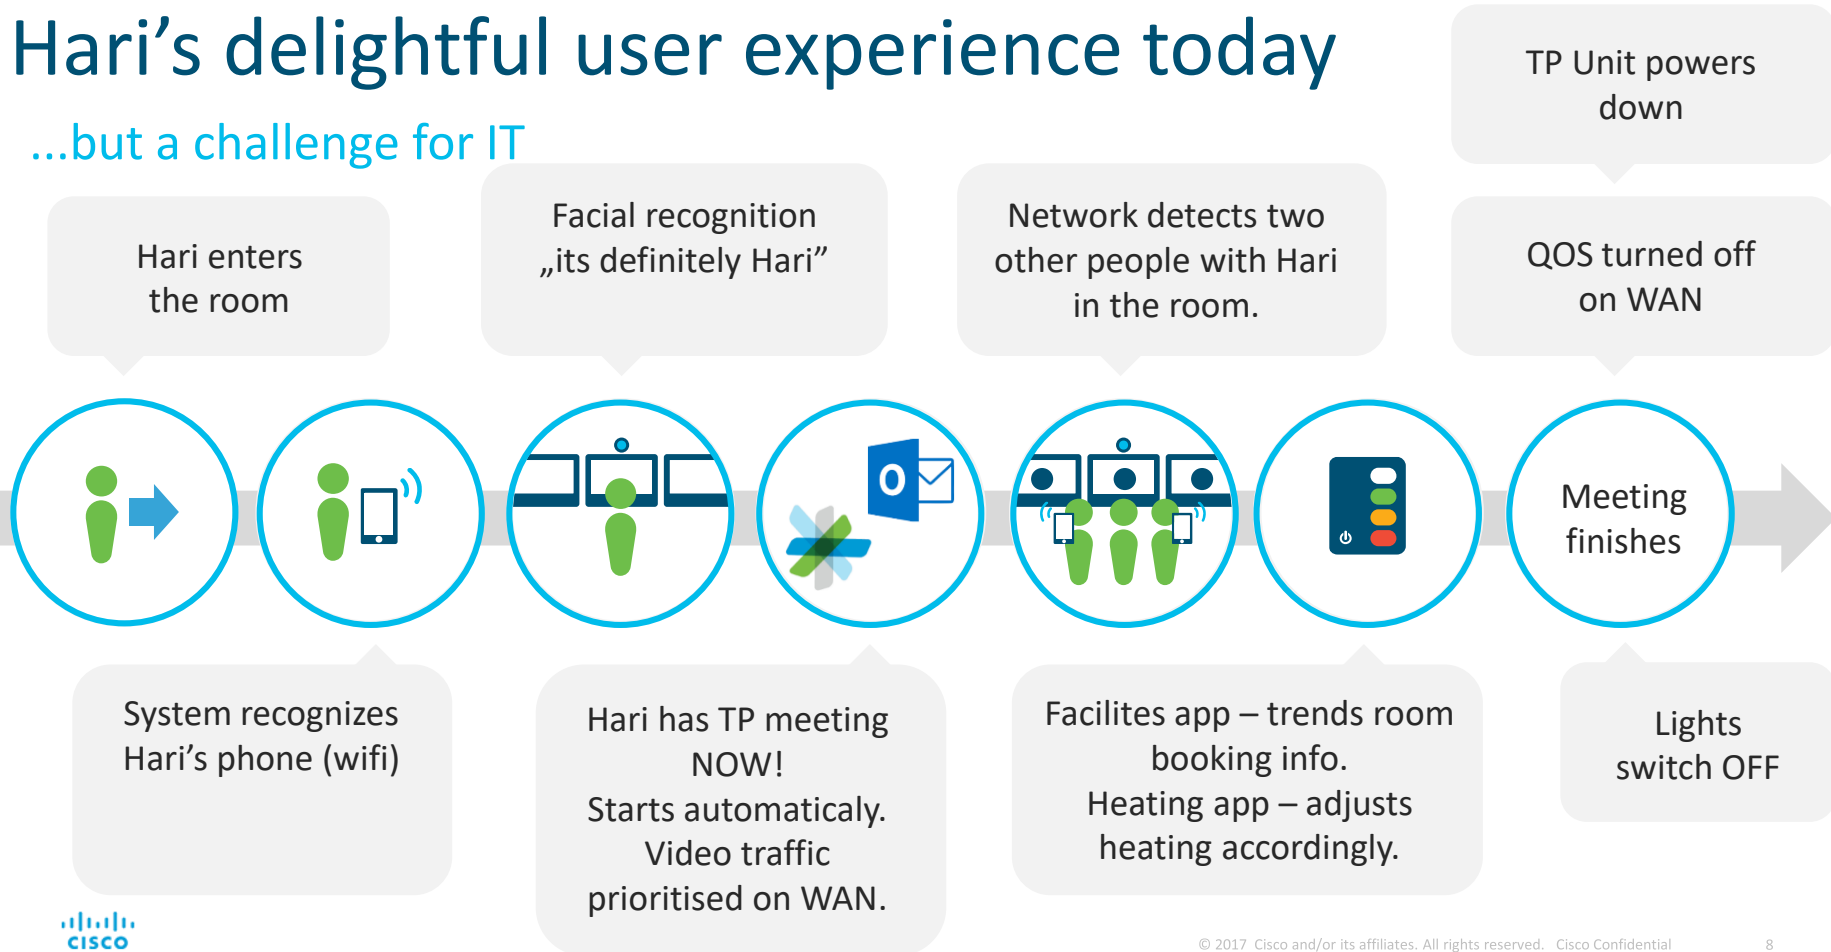 Hari’s delightful user experience today
...but a challenge for IT
Hari enters
the room
System recognizes
Hari’s phone (wifi)
Facial recognition
„its definitely Hari”
Hari has TP meeting
NOW!
Starts automaticaly.
Video traffic
prioritised on WAN.
Network detects two
other people with Hari
in the room.
Facilites app – trends room
booking info.
Heating app – adjusts
heating accordingly.
TP Unit powers
down
QOS turned off
on WAN
Meeting
finishes
Lights
switch OFF
O
CISCO
© 2017 Cisco and/or its affiliates. All rights reserved. Cisco Confidential
8